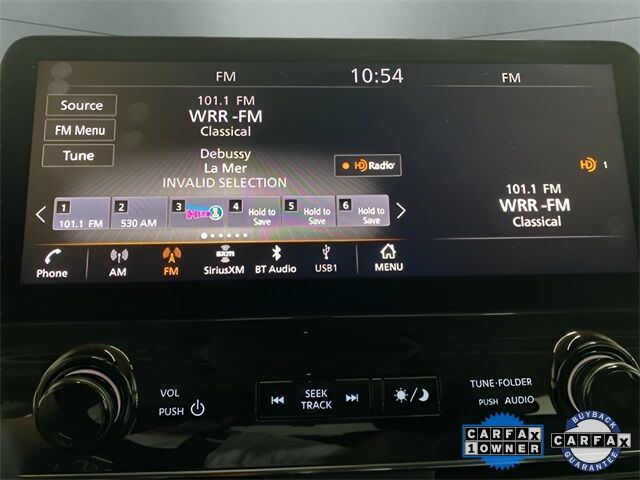 FM 10:54 FM
Source
FM Menu
Tune
101.1 FM
WRR -FM
Classical
Debussy
La Mer
INVALID SELECTION
HD Radio
HD 1
101.1 FM
WRR -FM
Classical
1 2 3 4 5 6
101.1 FM 530 AM Hold to Save Hold to Save Hold to Save
Phone AM FM SiriusXM BT Audio USB1 MENU
VOL
PUSH
SEEK
TRACK
TUNE·FOLDER
PUSH AUDIO
CARFAX
1 OWNER
BUYBACK
CARFAX
GUARANTEE